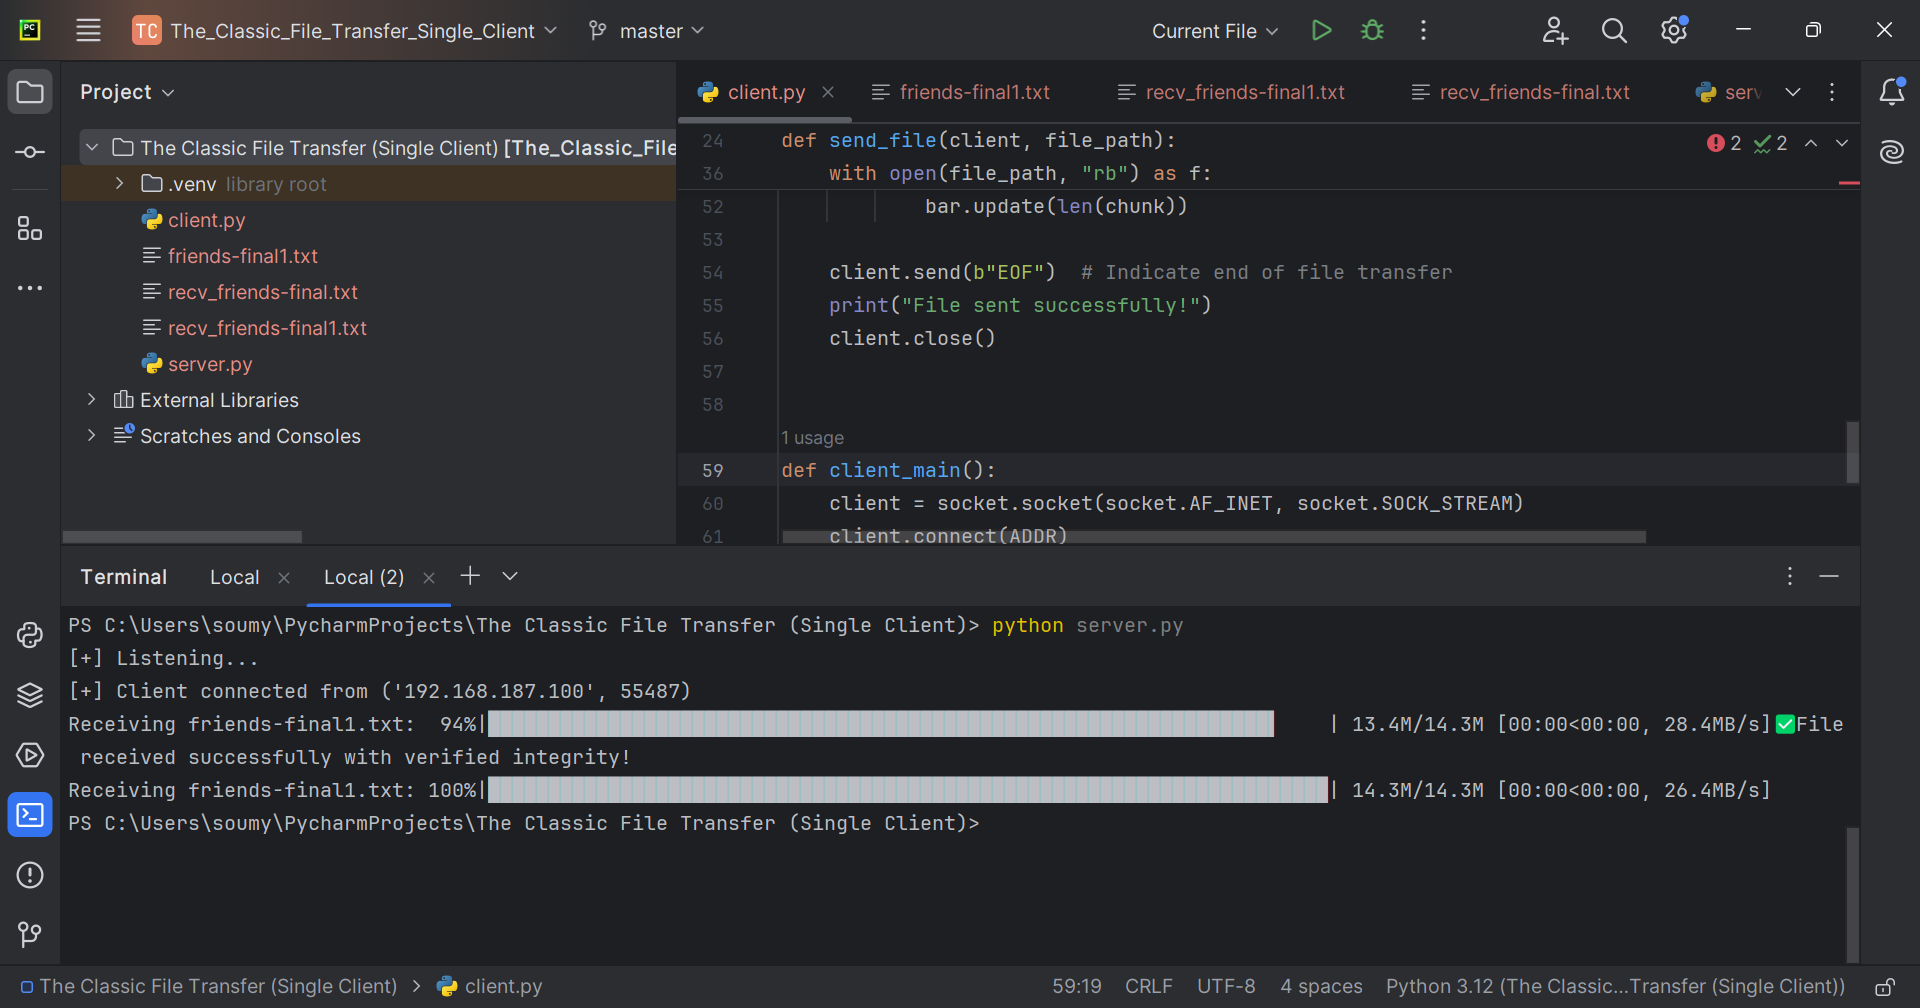 PC
TC The_Classic_File_Transfer_Single_Client master Current File
Project
client.py friends-final1.txt recv_friends-final1.txt recv_friends-final.txt serv
The Classic File Transfer (Single Client) [The_Classic_File
.venv library root
client.py
friends-final1.txt
recv_friends-final.txt
recv_friends-final1.txt
server.py
External Libraries
Scratches and Consoles
24 def send_file(client, file_path):
2 2
36 with open(file_path, "rb") as f:
52 bar.update(len(chunk))
53
54 client.send(b"EOF")  # Indicate end of file transfer
55 print("File sent successfully!")
56 client.close()
57
58
1 usage
59 def client_main():
60 client = socket.socket(socket.AF_INET, socket.SOCK_STREAM)
61 client.connect(ADDR)
Terminal Local Local (2)
PS C:\Users\soumy\PycharmProjects\The Classic File Transfer (Single Client)> python server.py
[+] Listening...
[+] Client connected from ('192.168.187.100', 55487)
Receiving friends-final1.txt:  94%| | 13.4M/14.3M [00:00<00:00, 28.4MB/s]✅File
received successfully with verified integrity!
Receiving friends-final1.txt: 100%| | 14.3M/14.3M [00:00<00:00, 26.4MB/s]
PS C:\Users\soumy\PycharmProjects\The Classic File Transfer (Single Client)>
The Classic File Transfer (Single Client) > client.py 59:19 CRLF UTF-8 4 spaces Python 3.12 (The Classic...Transfer (Single Client))